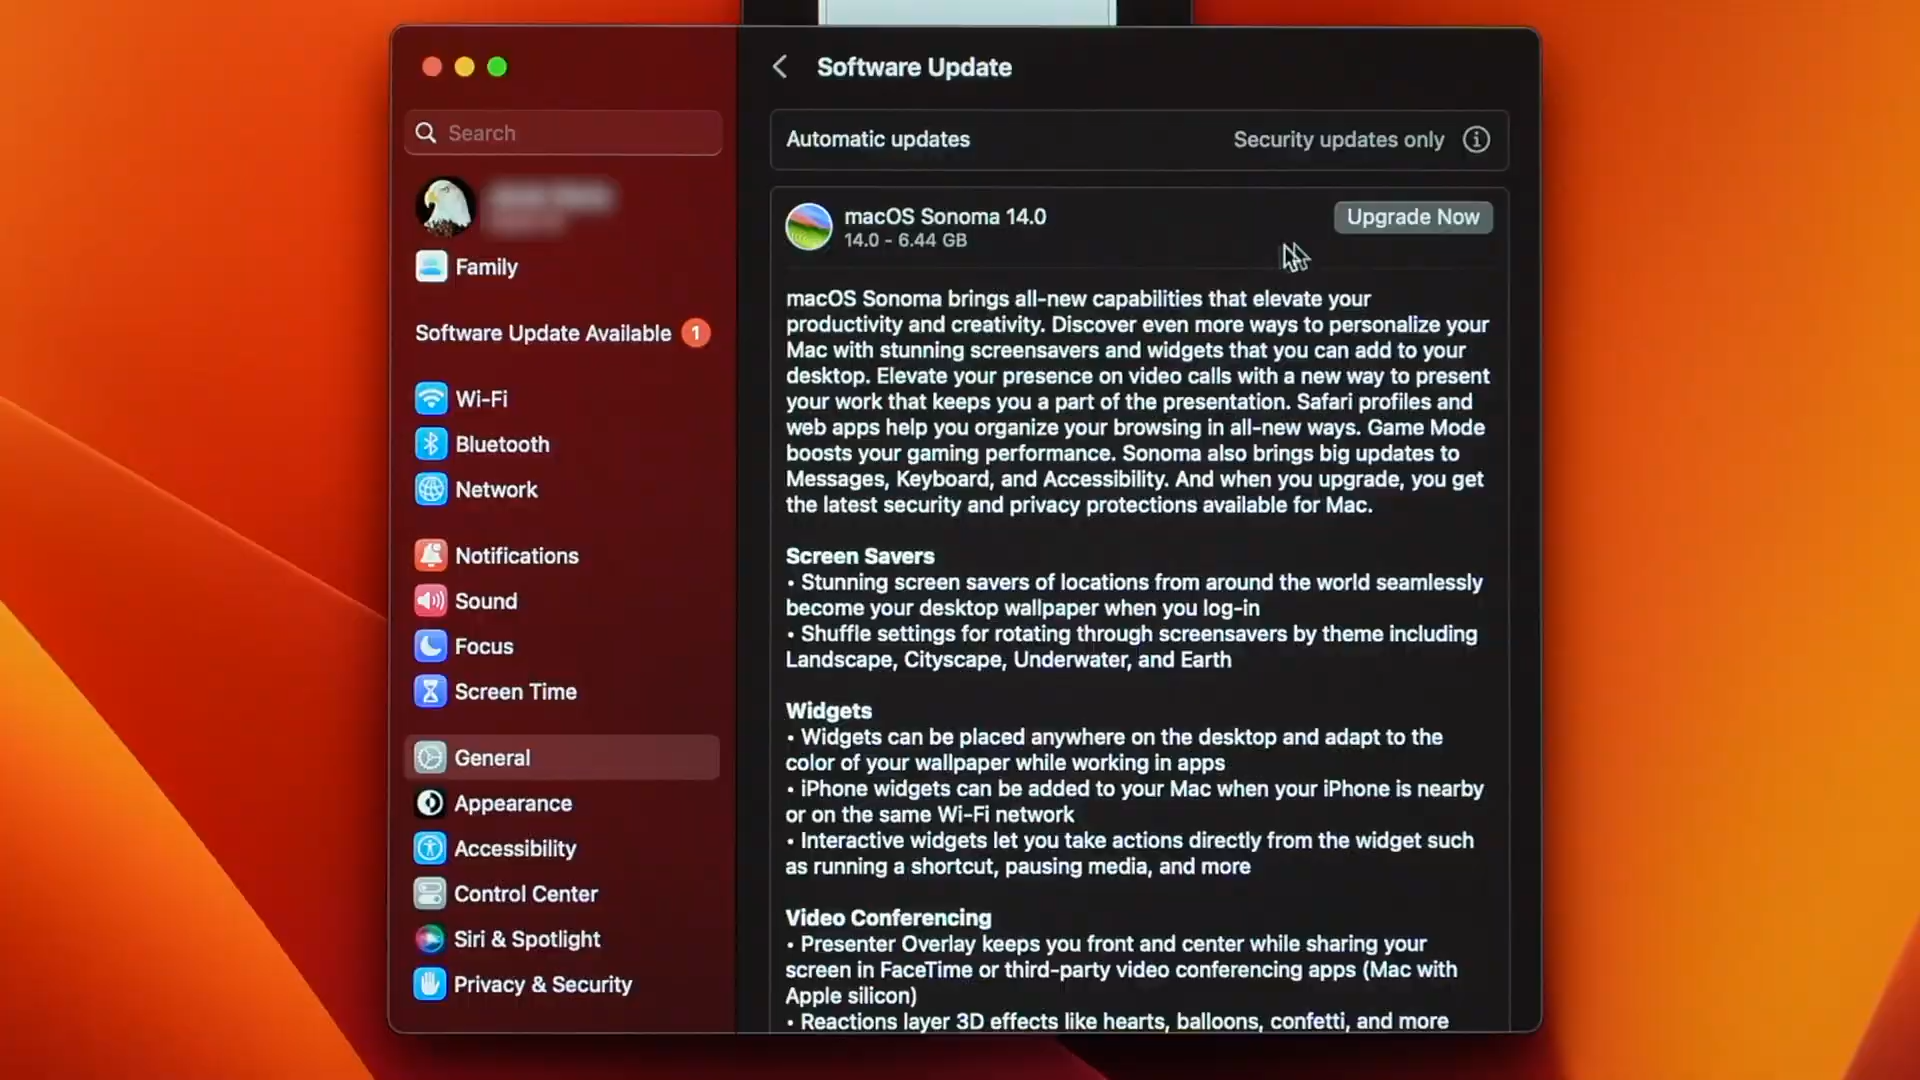 Software Update
Search
Automatic updates
Security updates only
macOS Sonoma 14.0
14.0 - 6.44 GB
Upgrade Now
Family
Software Update Available 1
Wi-Fi
Bluetooth
Network
Notifications
Sound
Focus
Screen Time
General
Appearance
Accessibility
Control Center
Siri & Spotlight
Privacy & Security
macOS Sonoma brings all-new capabilities that elevate your
productivity and creativity. Discover even more ways to personalize your
Mac with stunning screensavers and widgets that you can add to your
desktop. Elevate your presence on video calls with a new way to present
your work that keeps you a part of the presentation. Safari profiles and
web apps help you organize your browsing in all-new ways. Game Mode
boosts your gaming performance. Sonoma also brings big updates to
Messages, Keyboard, and Accessibility. And when you upgrade, you get
the latest security and privacy protections available for Mac.
Screen Savers
• Stunning screen savers of locations from around the world seamlessly
become your desktop wallpaper when you log-in
• Shuffle settings for rotating through screensavers by theme including
Landscape, Cityscape, Underwater, and Earth
Widgets
• Widgets can be placed anywhere on the desktop and adapt to the
color of your wallpaper while working in apps
• iPhone widgets can be added to your Mac when your iPhone is nearby
or on the same Wi-Fi network
• Interactive widgets let you take actions directly from the widget such
as running a shortcut, pausing media, and more
Video Conferencing
• Presenter Overlay keeps you front and center while sharing your
screen in FaceTime or third-party video conferencing apps (Mac with
Apple silicon)
• Reactions layer 3D effects like hearts, balloons, confetti, and more